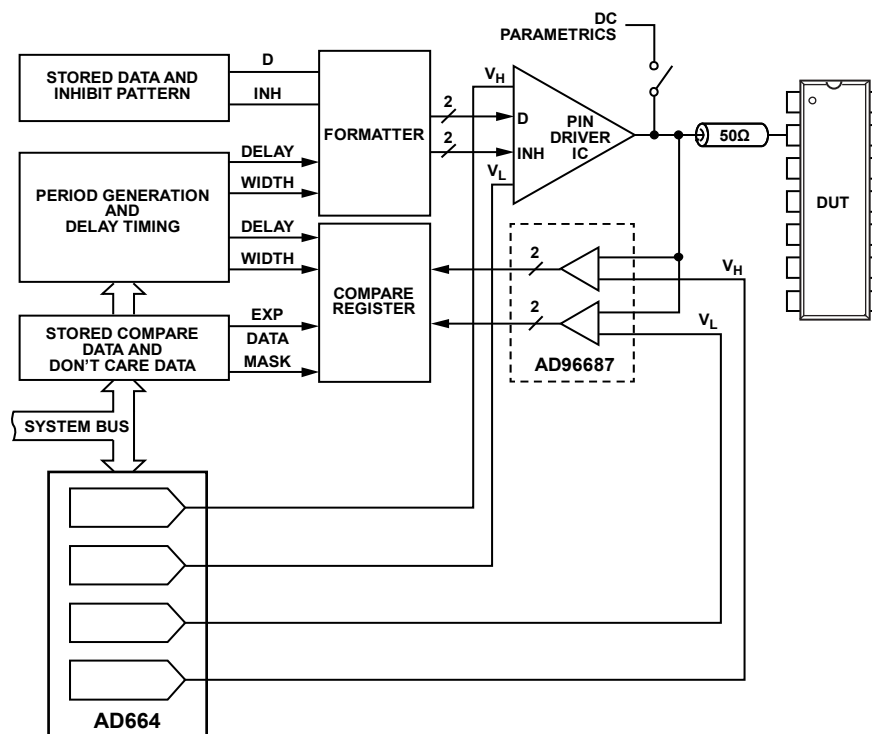 DC
PARAMETRICS
STORED DATA AND
INHIBIT PATTERN
D
INH
FORMATTER
2
2
VH
D
INH
VL
PIN
DRIVER
IC
50Ω
DUT
PERIOD GENERATION
AND
DELAY TIMING
DELAY
WIDTH
DELAY
WIDTH
COMPARE
REGISTER
2
2
VH
VL
AD96687
STORED COMPARE
DATA AND
DON'T CARE DATA
EXP
DATA
MASK
SYSTEM BUS
AD664